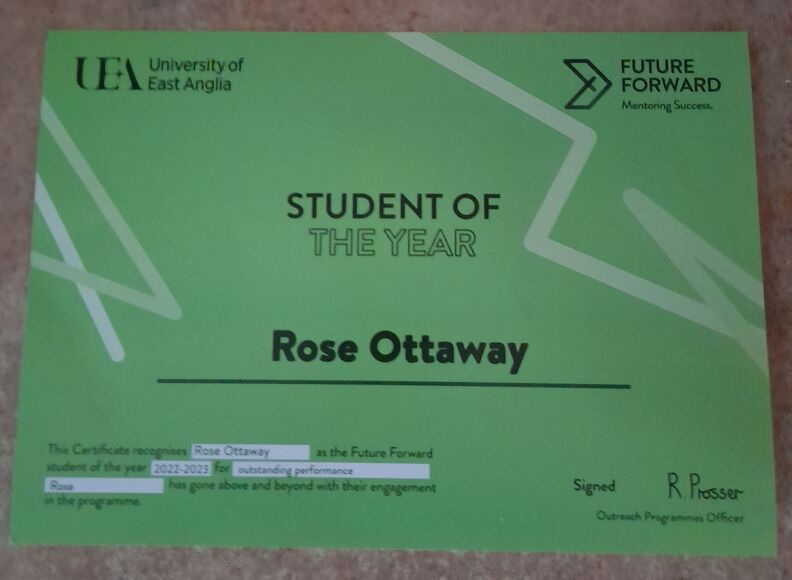 UEA University of
East Anglia
FUTURE
FORWARD
Mentoring Success.
STUDENT OF
THE YEAR
Rose Ottaway
This Certificate recognises Rose Ottaway as the Future Forward
student of the year 2022-2023 for outstanding performance
Rose has gone above and beyond with their engagement
in the programme.
Signed R. Prosser
Outreach Programmes Officer